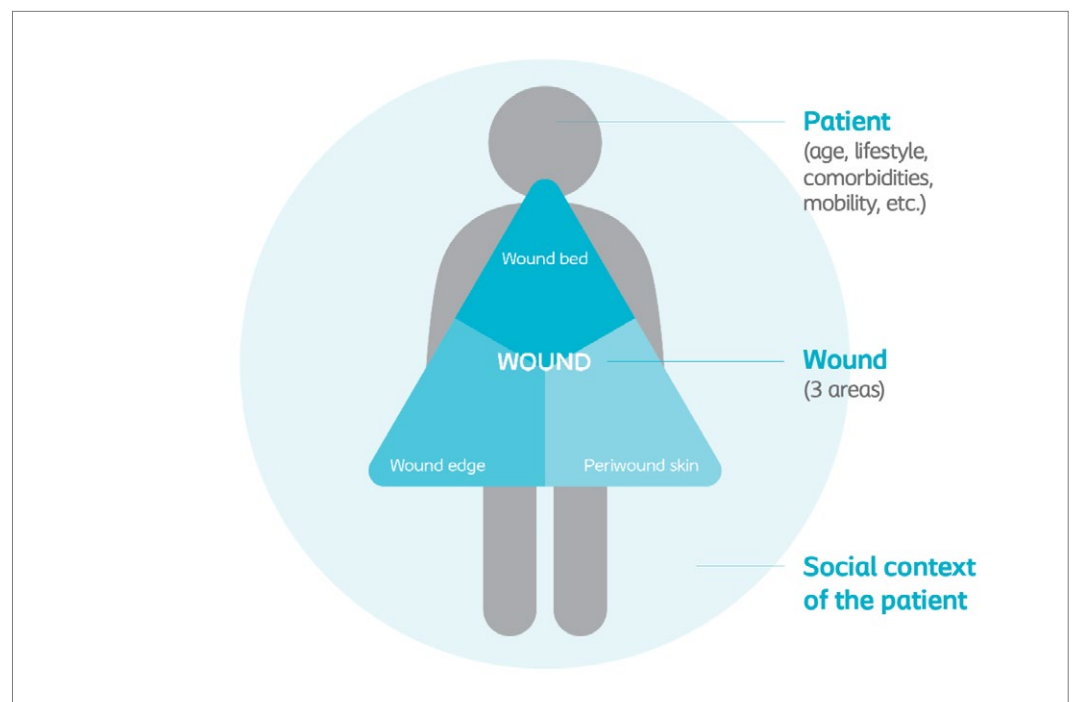 Patient
(age, lifestyle,
comorbidities,
mobility, etc.)
Wound bed
WOUND
Wound
(3 areas)
Wound edge
Periwound skin
Social context
of the patient